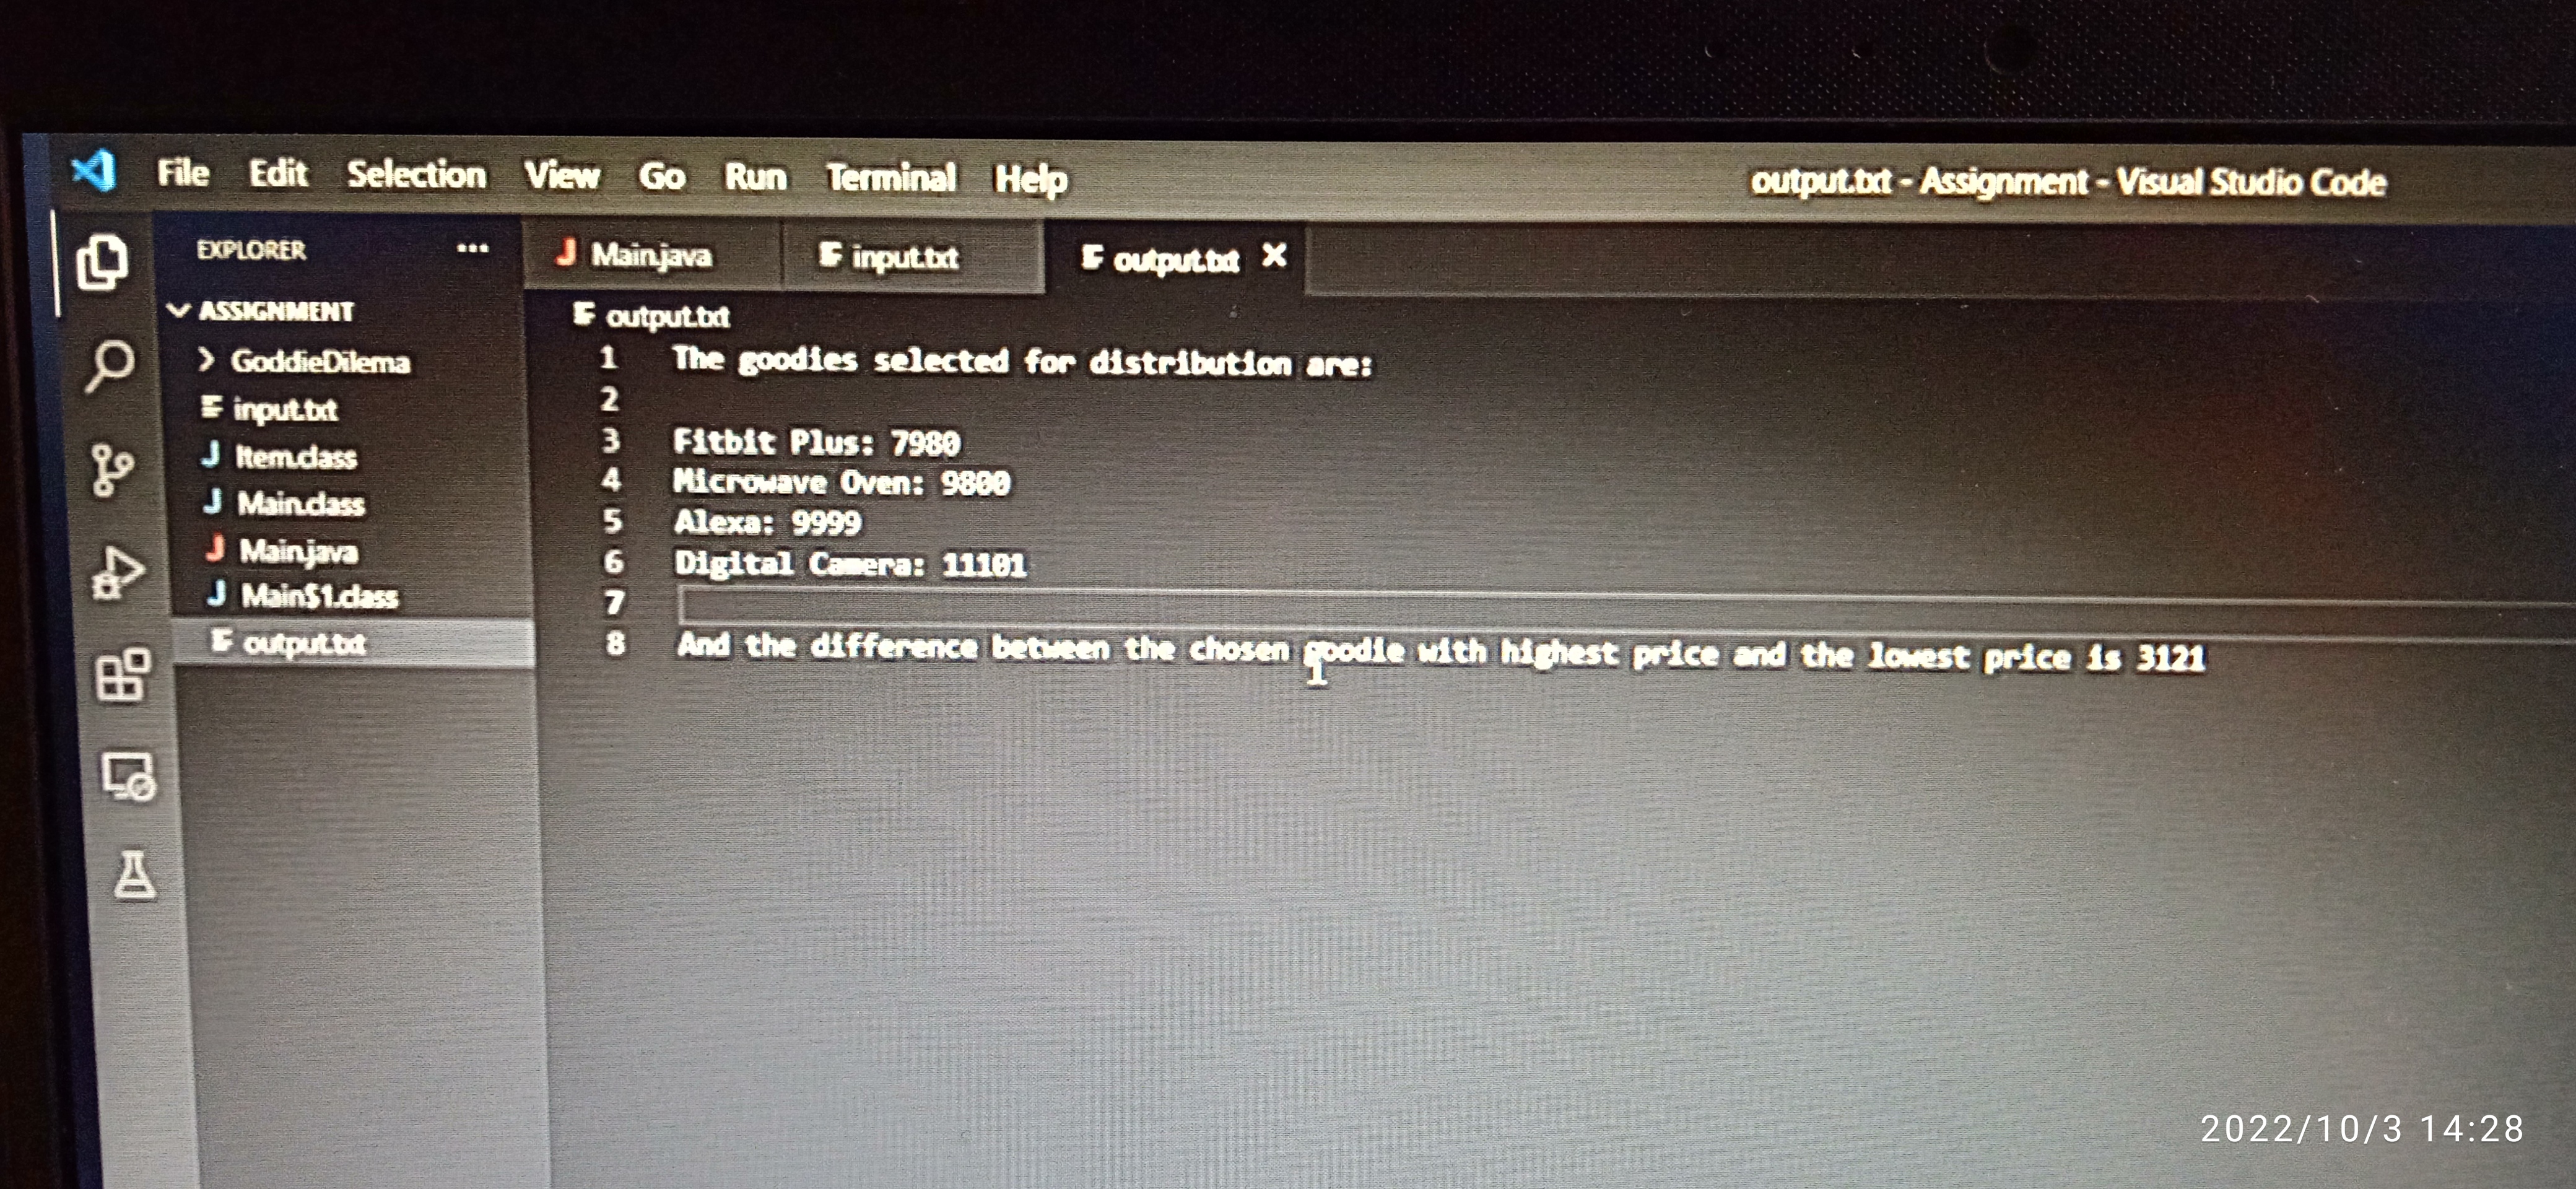 File Edit Selection View Go Run Terminal Help
output.txt - Assignment - Visual Studio Code
EXPLORER ...
Main.java
input.txt
output.txt
ASSIGNMENT
GoddieDilema
input.txt
Item.class
Main.class
Main.java
Main$1.class
output.txt
output.txt
1 The goodies selected for distribution are:
2
3 Fitbit Plus: 7980
4 Microwave Oven: 9800
5 Alexa: 9999
6 Digital Camera: 11101
7
8 And the difference between the chosen goodie with highest price and the lowest price is 3121
2022/10/3 14:28